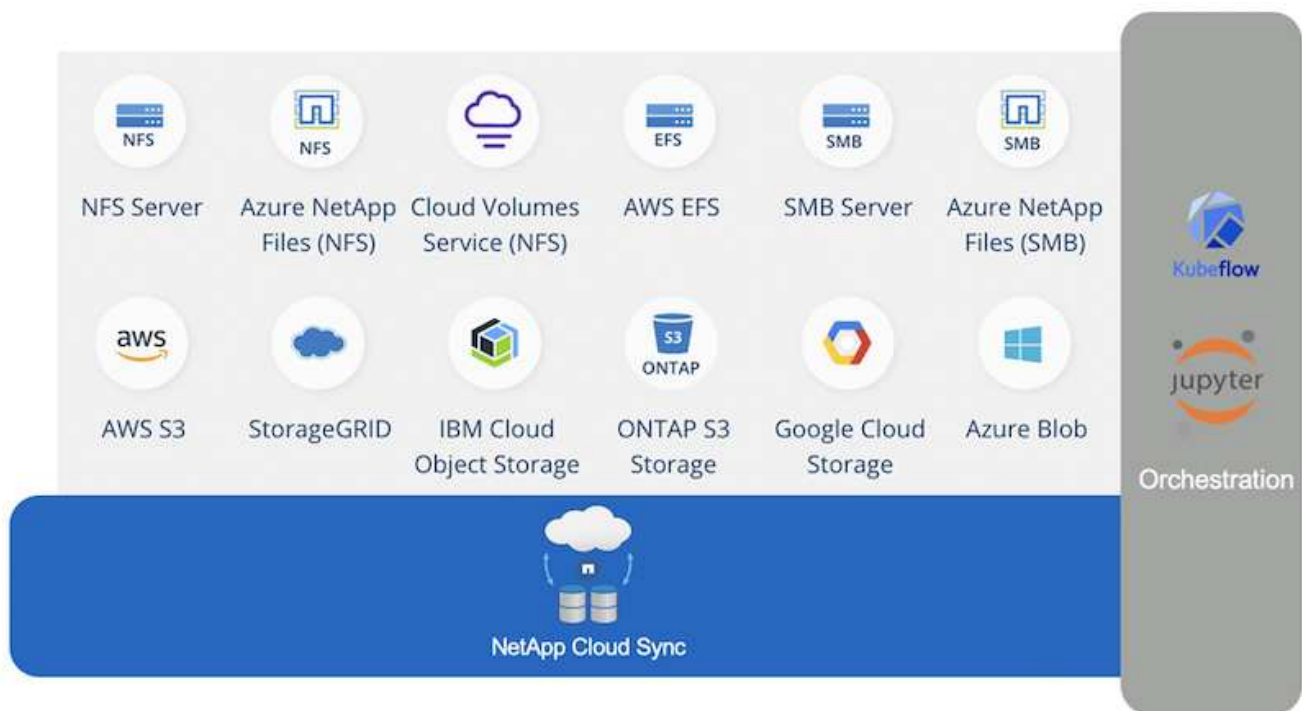 NFS
NFS
EFS
SMB
SMB
NFS Server
Azure NetApp
Files (NFS)
Cloud Volumes
Service (NFS)
AWS EFS
SMB Server
Azure NetApp
Files (SMB)
aws
S3
ONTAP
AWS S3
StorageGRID
IBM Cloud
Object Storage
ONTAP S3
Storage
Google Cloud
Storage
Azure Blob
NetApp Cloud Sync
Kubeflow
jupyter
Orchestration